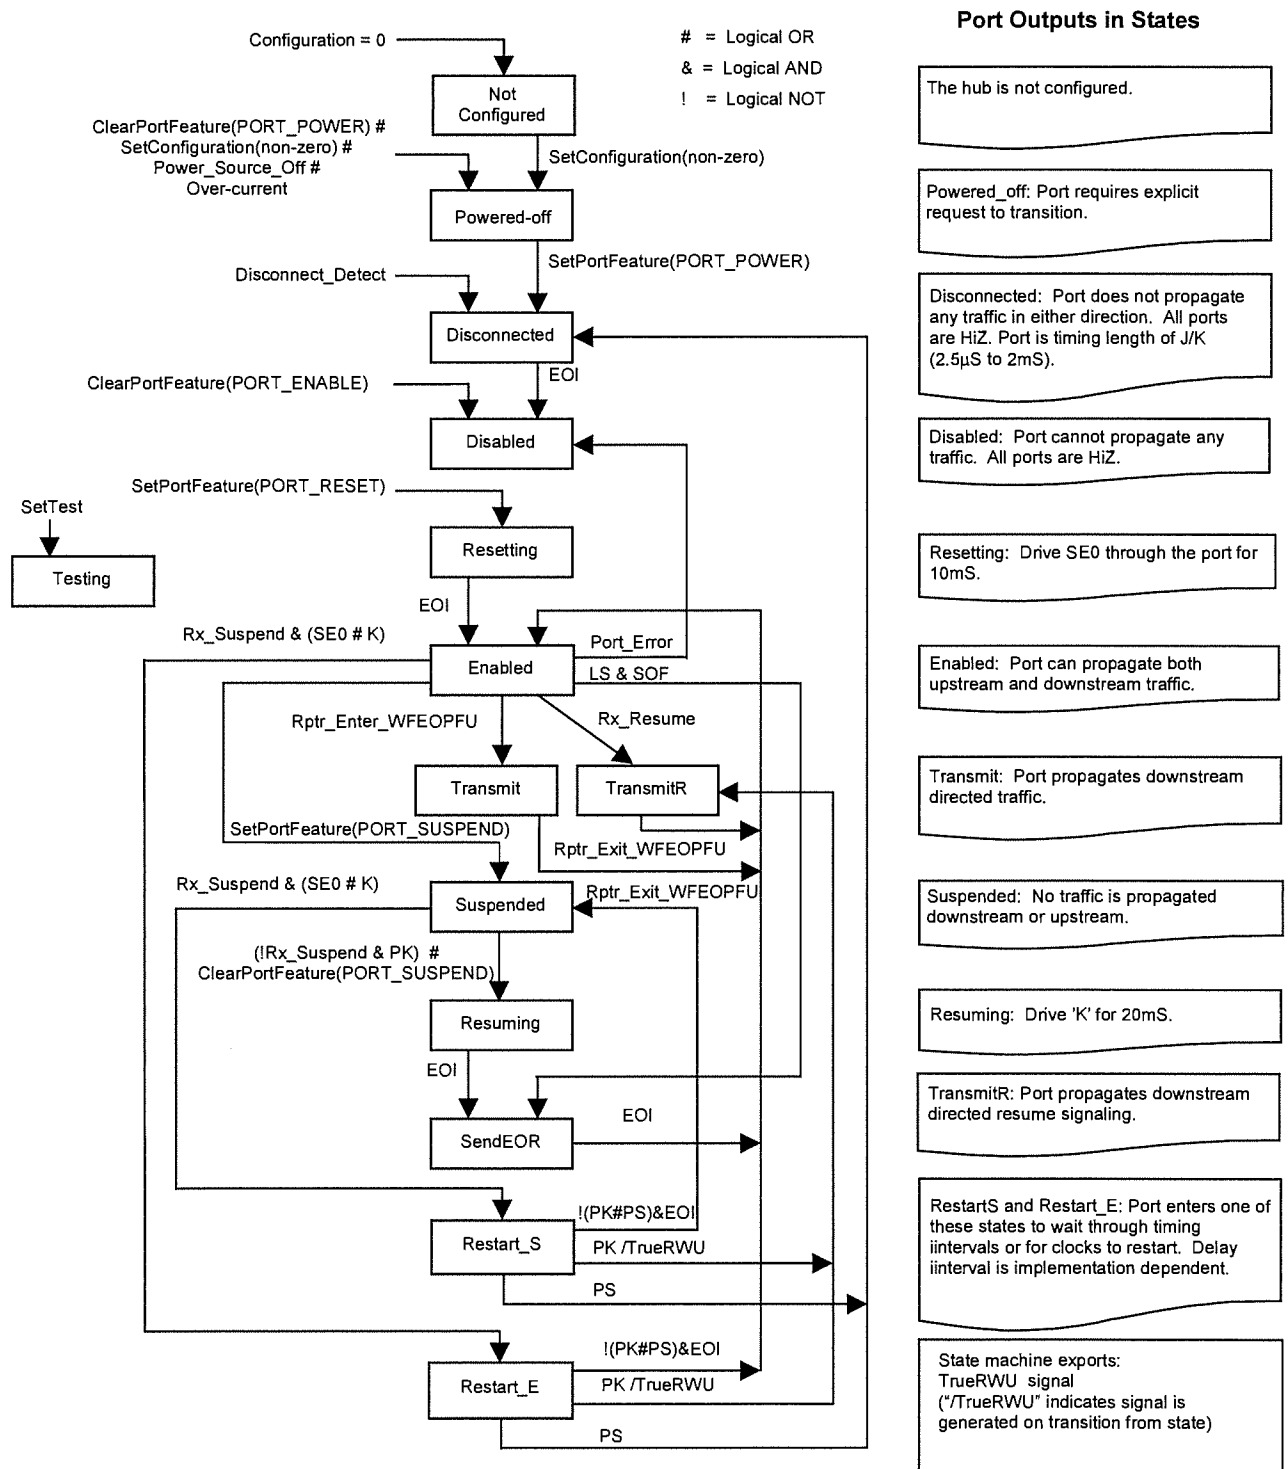 Port Outputs in States
Configuration = 0
# = Logical OR
& = Logical AND
! = Logical NOT
Not
Configured
ClearPortFeature(PORT_POWER) #
SetConfiguration(non-zero) #
Power_Source_Off #
Over-current
SetConfiguration(non-zero)
Powered-off
Disconnect_Detect
SetPortFeature(PORT_POWER)
Disconnected
ClearPortFeature(PORT_ENABLE)
EOI
Disabled
SetPortFeature(PORT_RESET)
SetTest
Testing
Resetting
EOI
Rx_Suspend & (SE0 # K)
Enabled
Port_Error
LS & SOF
Rptr_Enter_WFEOPFU
Rx_Resume
Transmit
TransmitR
SetPortFeature(PORT_SUSPEND)
Rptr_Exit_WFEOPFU
Rx_Suspend & (SE0 # K)
Suspended
Rptr_Exit_WFEOPFU
(!Rx_Suspend & PK) #
ClearPortFeature(PORT_SUSPEND)
Resuming
EOI
SendEOR
EOI
Restart_S
!(PK#PS)&EOI
PK /TrueRWU
PS
Restart_E
!(PK#PS)&EOI
PK /TrueRWU
PS
The hub is not configured.
Powered_off: Port requires explicit
request to transition.
Disconnected: Port does not propagate
any traffic in either direction. All ports
are HiZ. Port is timing length of J/K
(2.5µS to 2mS).
Disabled: Port cannot propagate any
traffic. All ports are HiZ.
Resetting: Drive SE0 through the port for
10mS.
Enabled: Port can propagate both
upstream and downstream traffic.
Transmit: Port propagates downstream
directed traffic.
Suspended: No traffic is propagated
downstream or upstream.
Resuming: Drive 'K' for 20mS.
TransmitR: Port propagates downstream
directed resume signaling.
RestartS and Restart_E: Port enters one of
these states to wait through timing
iintervals or for clocks to restart. Delay
iinterval is implementation dependent.
State machine exports:
TrueRWU signal
("/TrueRWU" indicates signal is
generated on transition from state)